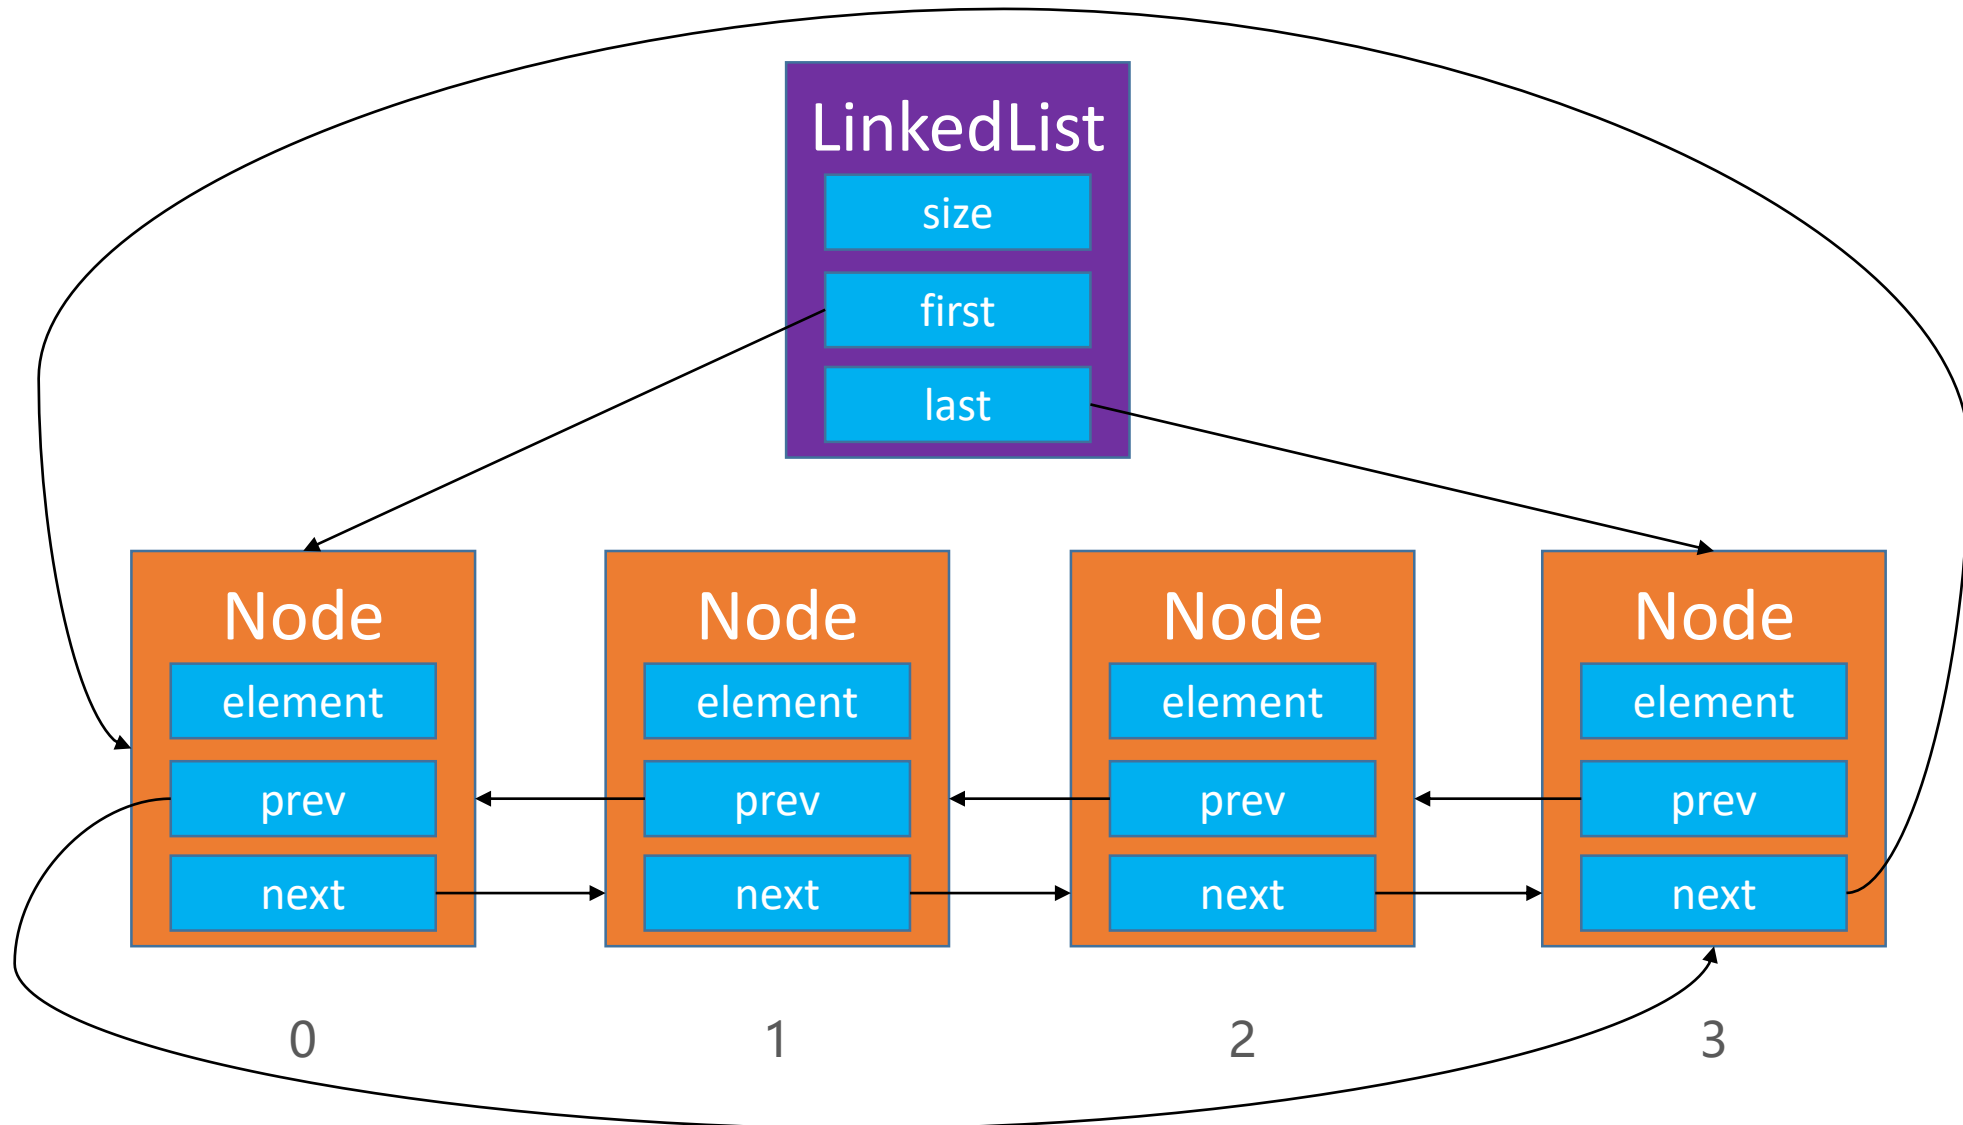 LinkedList
size
first
last
Node
element
prev
next
Node
element
prev
next
Node
element
prev
next
Node
element
prev
next
0
1
2
3